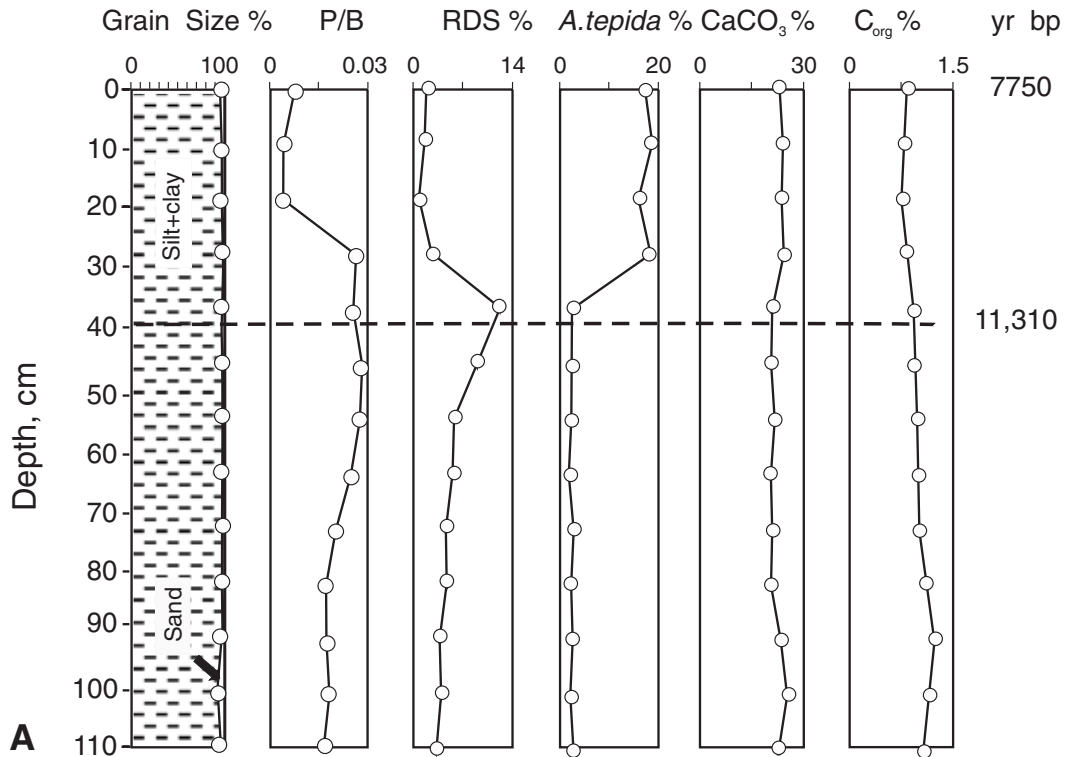 Grain Size % P/B RDS % A.tepida % CaCO₃ % C_org % yr bp
0 100 0 0.03 0 14 0 20 0 30 0 1.5
0 7750
10
20
Silt+clay
30
40 11,310
50
60
Depth, cm
70
80
Sand
90
100
A 110